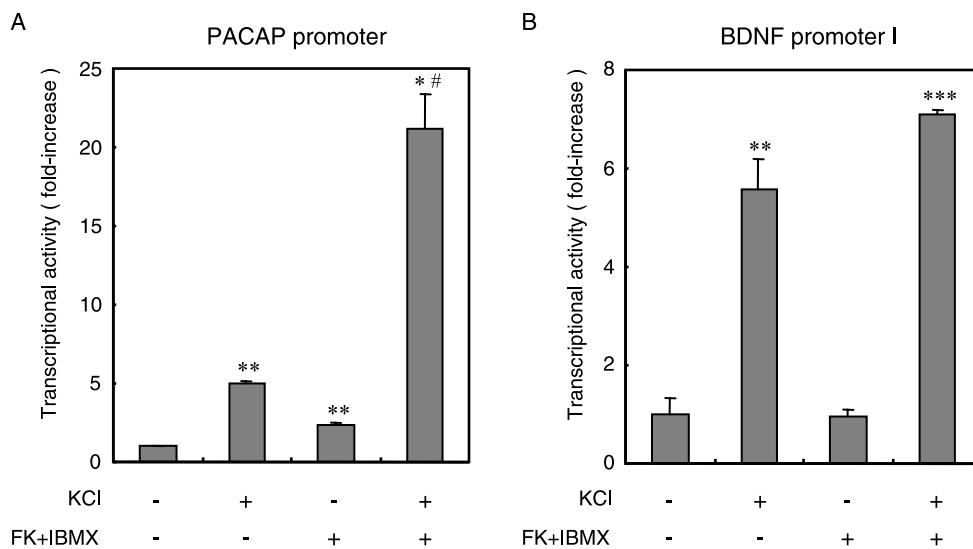 A
PACAP promoter
Transcriptional activity ( fold-increase )
25
20
15
10
5
0
**
**
* #
KCl - + - +
FK+IBMX - - + +
B
BDNF promoter I
Transcriptional activity ( fold-increase )
8
6
4
2
0
**
***
KCl - + - +
FK+IBMX - - + +